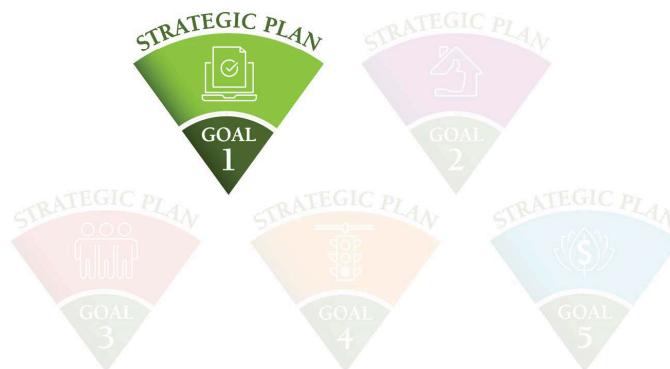 STRATEGIC PLAN
GOAL
1
STRATEGIC PLAN
GOAL
2
STRATEGIC PLAN
GOAL
3
STRATEGIC PLAN
GOAL
4
STRATEGIC PLAN
GOAL
5
$